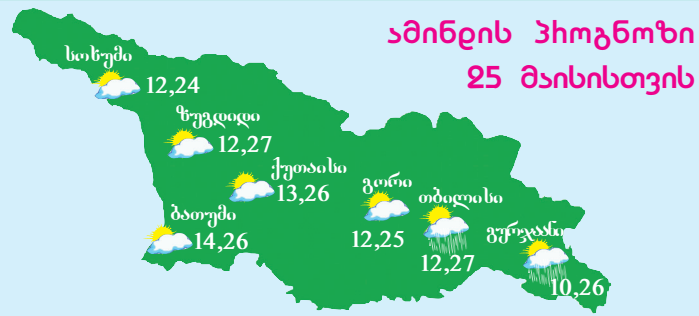 ამინდის პროგნოზი
25 მაისისთვის
სოხუმი
12,24
ზუგდიდი
12,27
ქუთაისი
13,26
გორი
12,25
თბილისი
12,27
ბათუმი
14,26
გურჯაანი
10,26